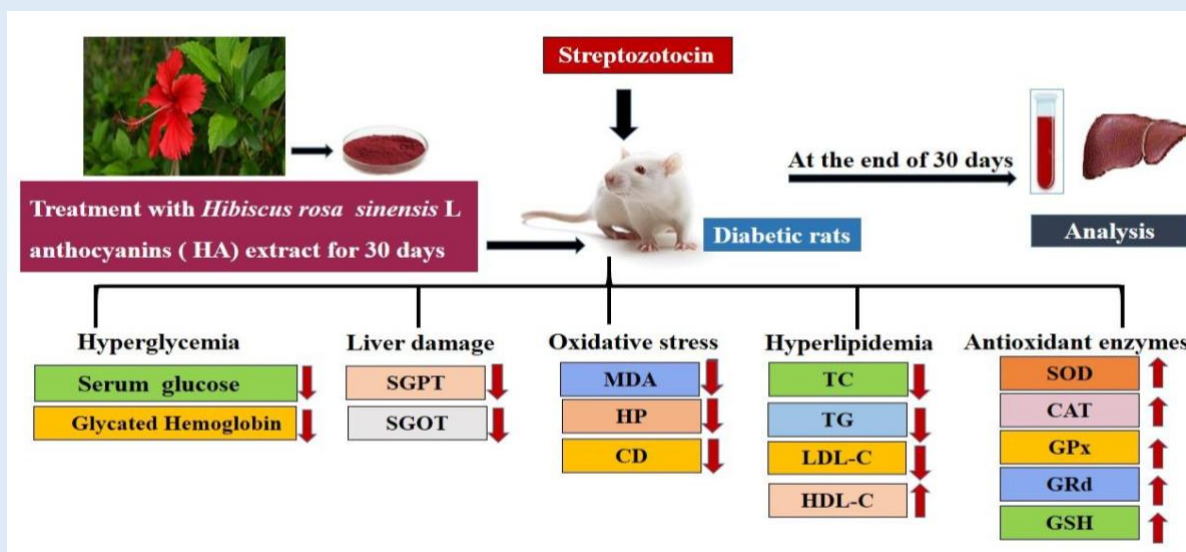 Streptozotocin
At the end of 30 days
Treatment with Hibiscus rosa sinensis L
anthocyanins ( HA) extract for 30 days
Diabetic rats
Analysis
Hyperglycemia
Serum glucose
Glycated Hemoglobin
Liver damage
SGPT
SGOT
Oxidative stress
MDA
HP
CD
Hyperlipidemia
TC
TG
LDL-C
HDL-C
Antioxidant enzymes
SOD
CAT
GPx
GRd
GSH